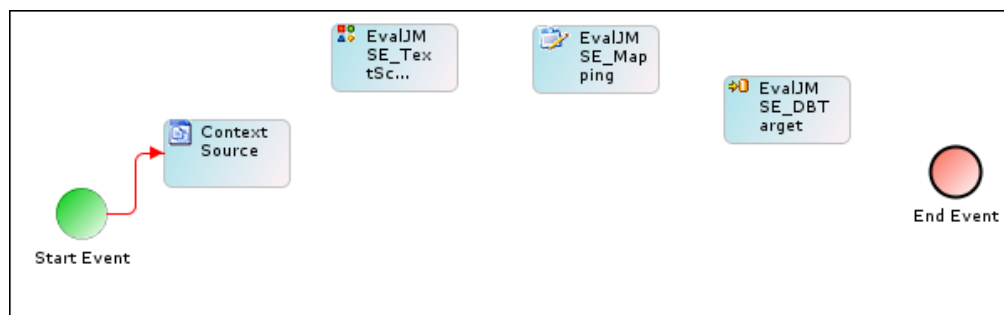 EvalJM
SE_Tex
tSc...
EvalJM
SE_Map
ping
EvalJM
SE_DBT
arget
Context
Source
Start Event
End Event